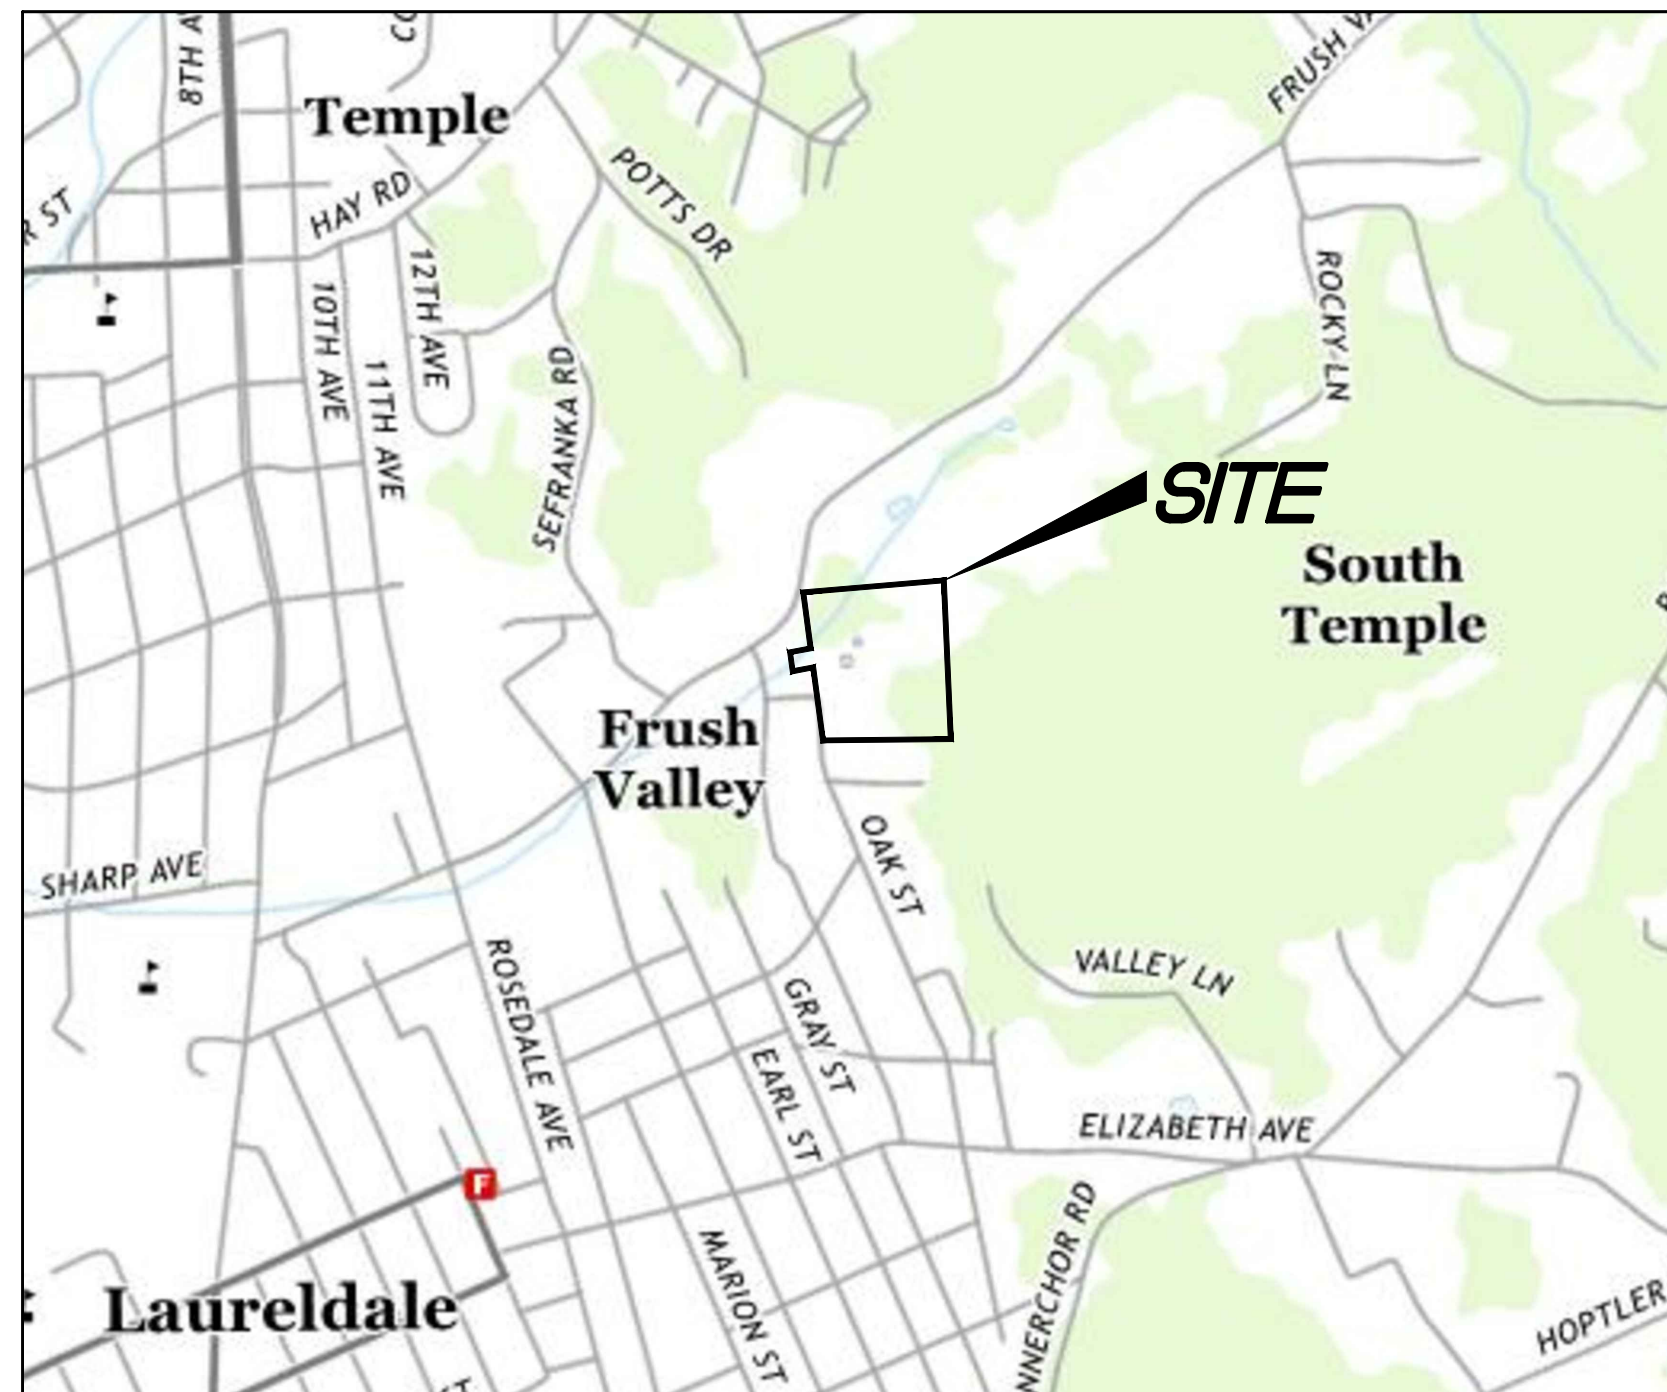 8TH
Temple
HAY RD
POTTS DR
FRUSH
ST
12TH AVE
10TH AVE
11TH AVE
ROCKY LN
SEFRANKA RD
SITE
South
Temple
Frush
Valley
OAK ST
SHARP AVE
VALLEY LN
ROSEDALE AVE
GRAY ST
EARL ST
ELIZABETH AVE
F
MARION ST
NNERCHOR RD
Laureldale
HOPTLER